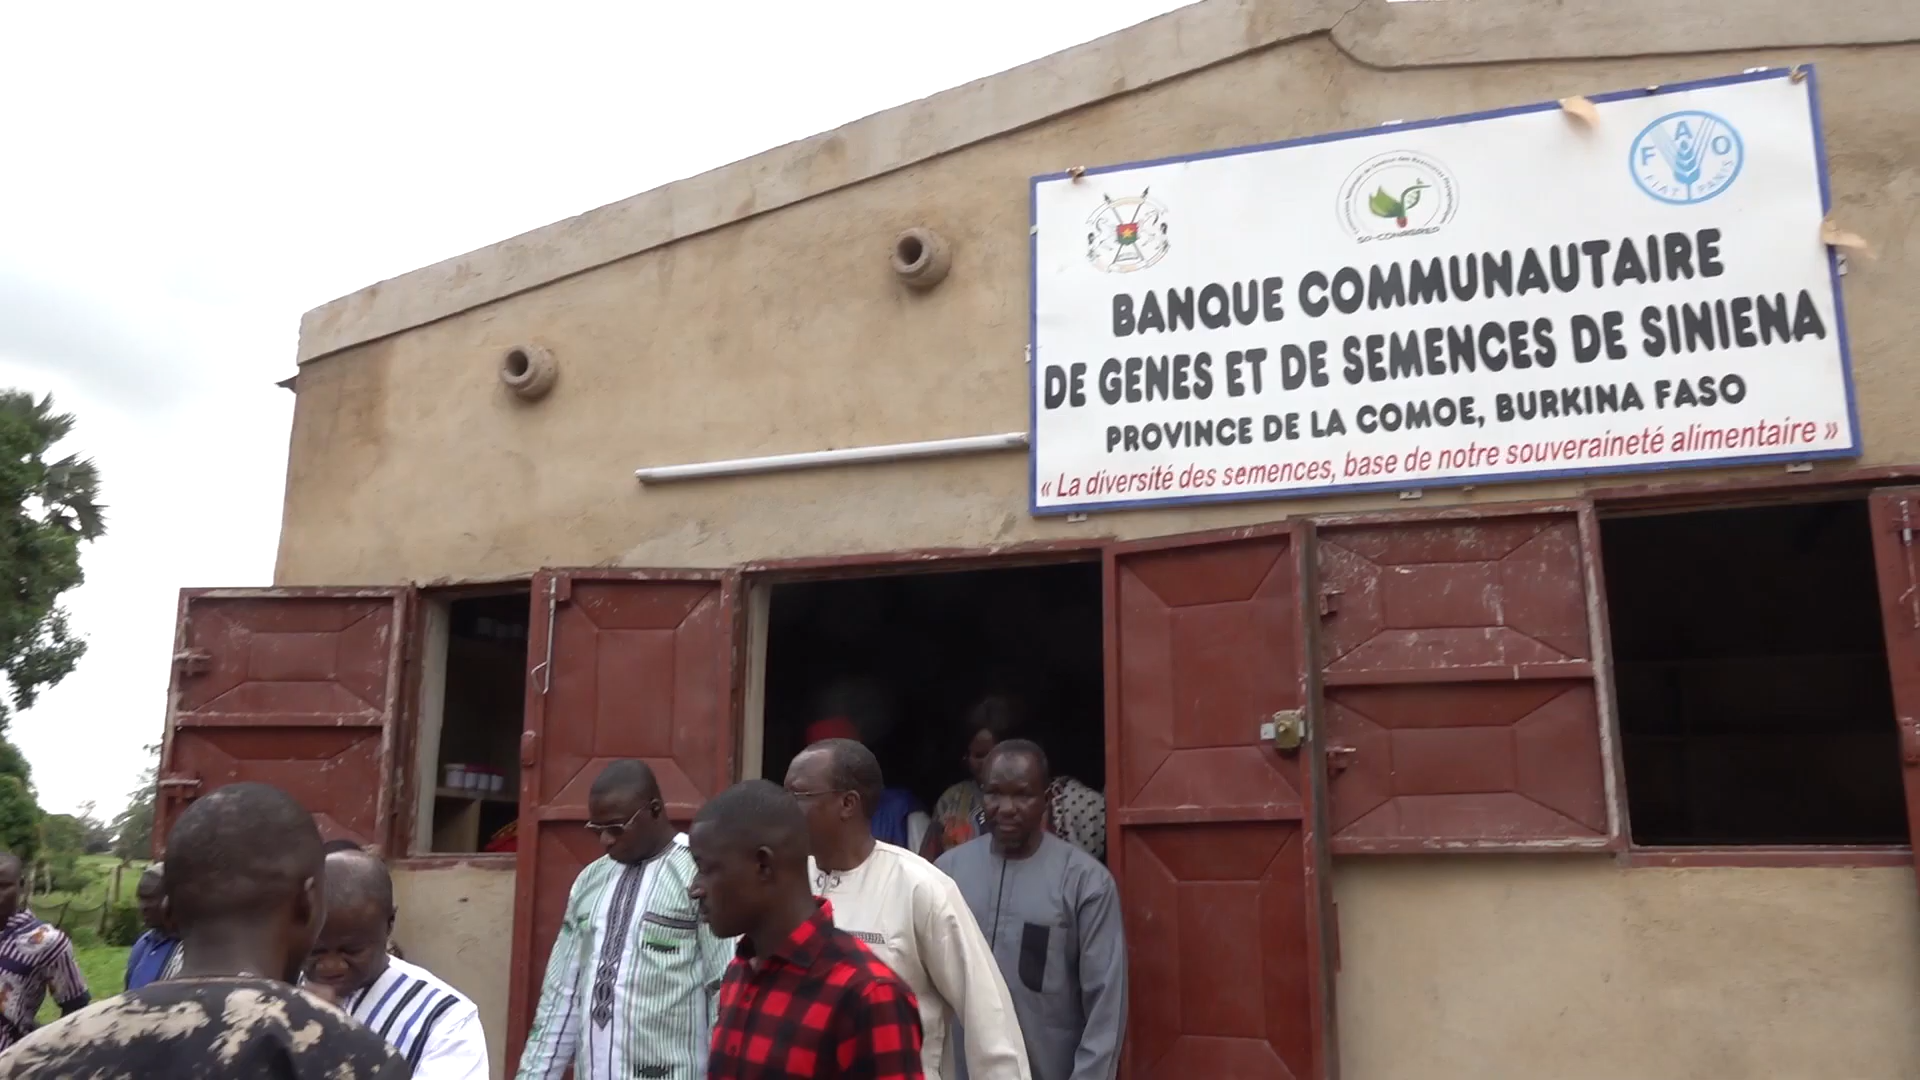 FAO
FIAT PANIS
BANQUE COMMUNAUTAIRE
DE GENES ET DE SEMENCES DE SINIENA
PROVINCE DE LA COMOE, BURKINA FASO
« La diversité des semences, base de notre souveraineté alimentaire »